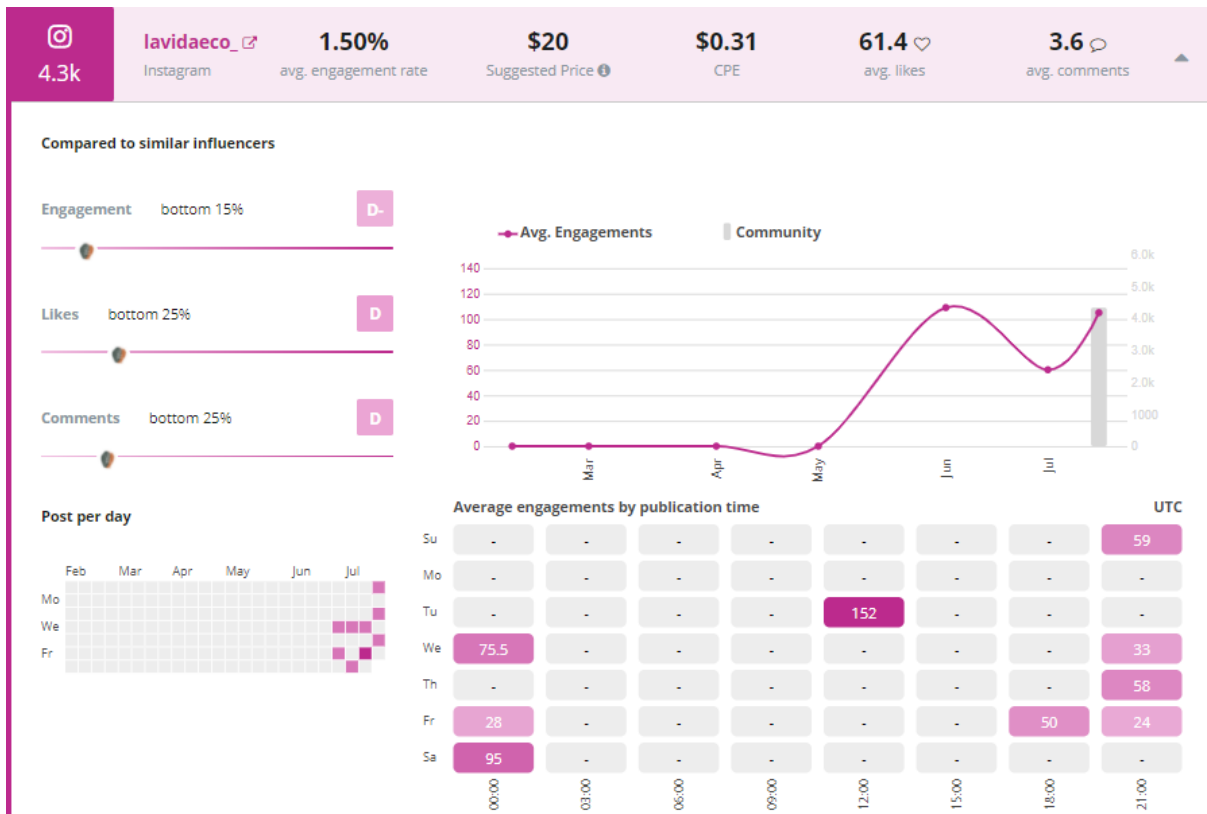 lavidaeco_ 1.50% $20 $0.31 61.4 3.6
4.3k Instagram avg. engagement rate Suggested Price CPE avg. likes avg. comments
Compared to similar influencers
Engagement bottom 15% D-
Likes bottom 25% D
Comments bottom 25% D
Avg. Engagements Community
140 120 100 80 60 40 20 0
6.0k 5.0k 4.0k 3.0k 2.0k 1000 0
Mar Apr May Jun Jul
Post per day
Feb Mar Apr May Jun Jul
Mo
We
Fr
Average engagements by publication time UTC
Su - - - - - - - 59
Mo - - - - - - - -
Tu - - - - 152 - - -
We 75.5 - - - - - - 33
Th - - - - - - - 58
Fr 28 - - - - - 50 24
Sa 95 - - - - - - -
00:00 03:00 06:00 09:00 12:00 15:00 18:00 21:00